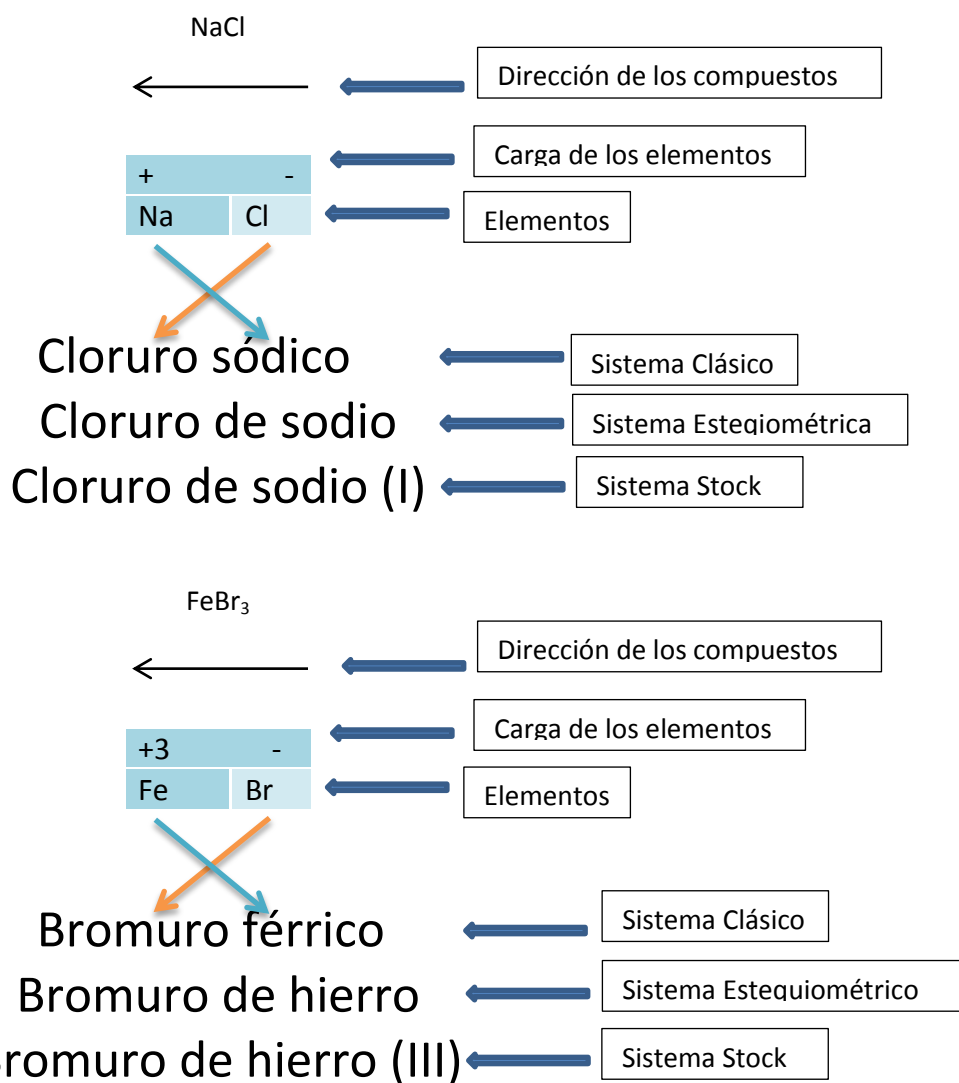 NaCl
Dirección de los compuestos
Carga de los elementos
+ -
Na Cl
Elementos
Cloruro sódico
Sistema Clásico
Cloruro de sodio
Sistema Estegiométrica
Cloruro de sodio (I)
Sistema Stock
FeBr₃
Dirección de los compuestos
Carga de los elementos
+3 -
Fe Br
Elementos
Bromuro férrico
Sistema Clásico
Bromuro de hierro
Sistema Estequiométrico
Bromuro de hierro (III)
Sistema Stock